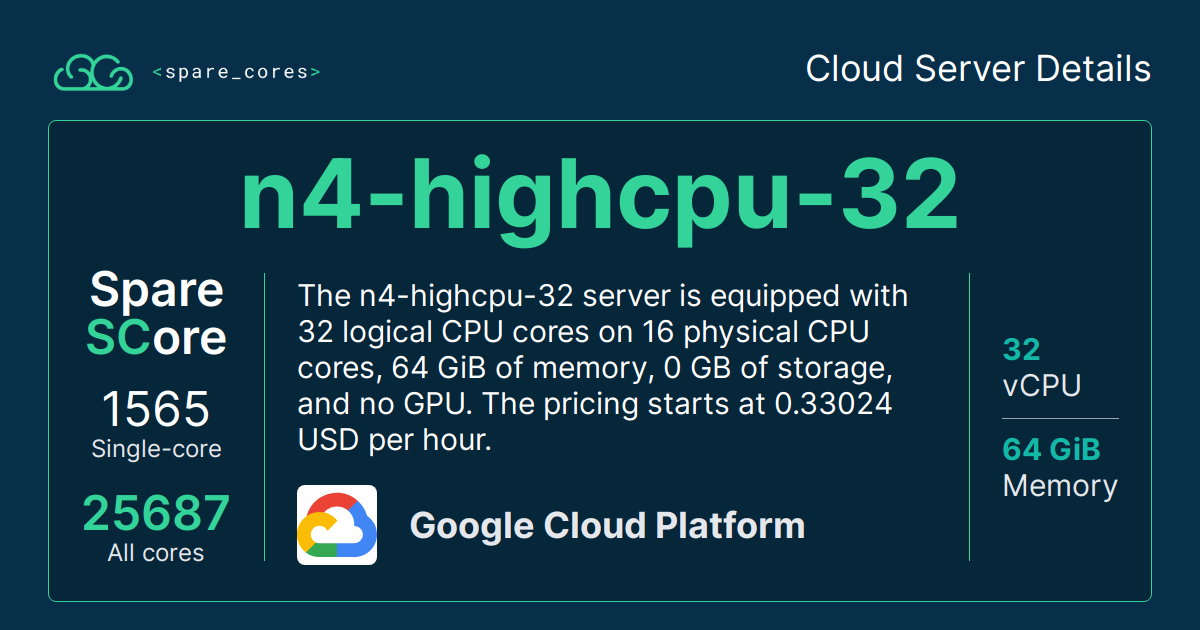 <spare_cores>
Cloud Server Details
n4-highcpu-32
Spare
SCore
1565
Single-core
25687
All cores
The n4-highcpu-32 server is equipped with
32 logical CPU cores on 16 physical CPU
cores, 64 GiB of memory, 0 GB of storage,
and no GPU. The pricing starts at 0.33024
USD per hour.
Google Cloud Platform
32
vCPU
64 GiB
Memory